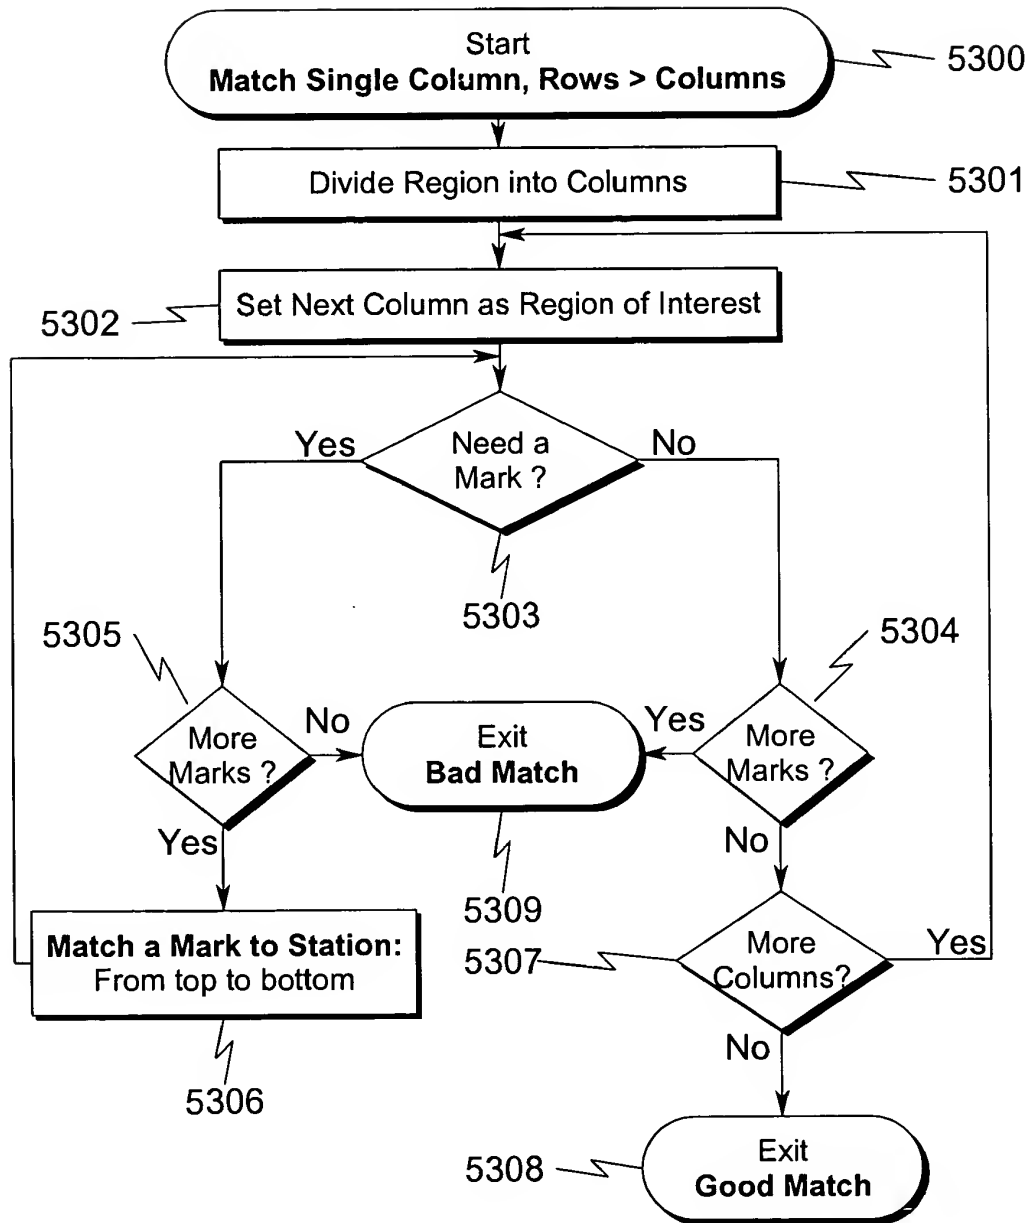 Start
Match Single Column, Rows > Columns
5300
Divide Region into Columns
5301
Set Next Column as Region of Interest
5302
Need a
Mark ?
Yes
No
5303
5305
5304
More
Marks ?
No
Exit
Bad Match
Yes
More
Marks ?
Yes
No
5309
Match a Mark to Station:
From top to bottom
5307
More
Columns?
Yes
No
5306
5308
Exit
Good Match